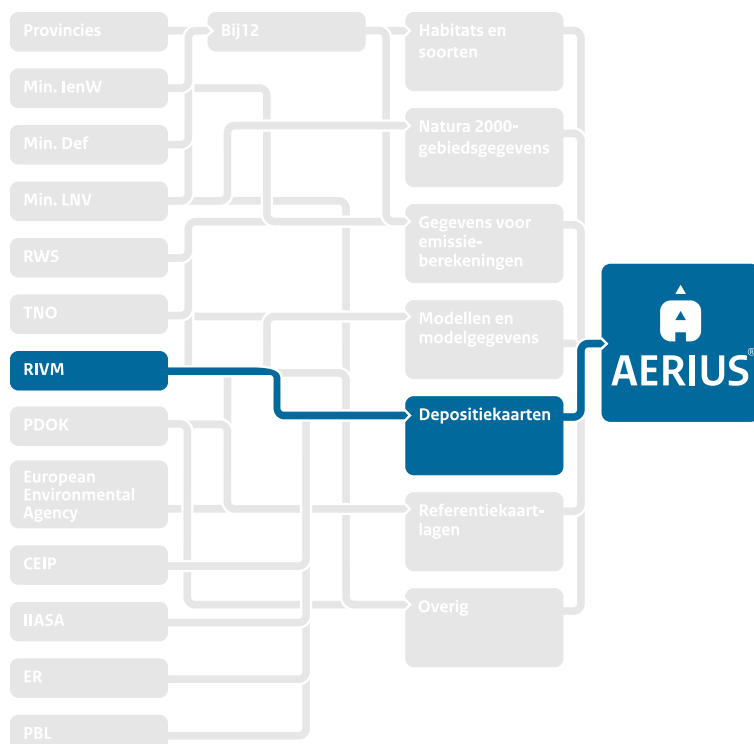 Provincies
Bij12
Habitats en
soorten
Min. IenW
Natura 2000-
gebiedsgegevens
Min. Def
Min. LNV
Gegevens voor
emissie-
berekeningen
RWS
TNO
Modellen en
modelgegevens
AERIUS®
RIVM
Depositiekaarten
PDOK
European
Environmental
Agency
Referentiekaart-
lagen
CEIP
IIASA
Overig
ER
PBL